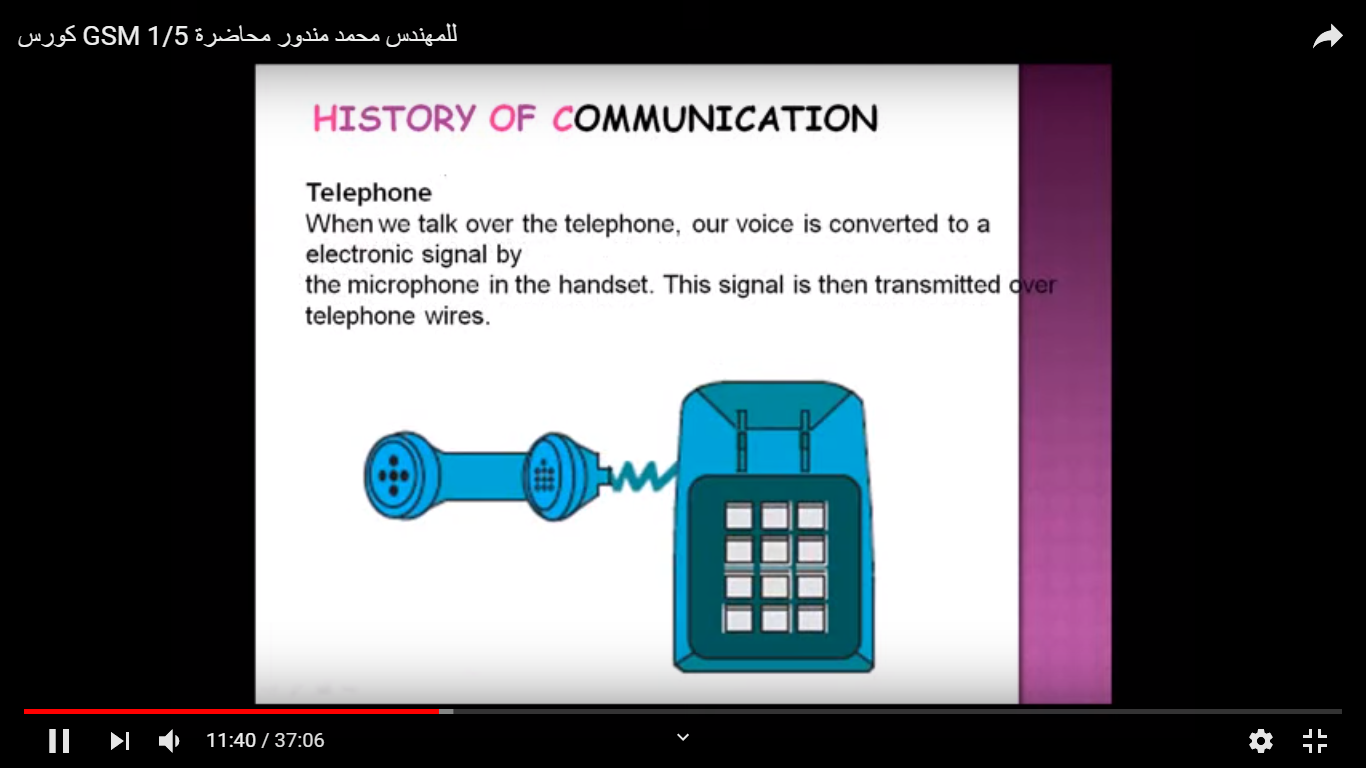 كورس GSM 1/5 للمهندس محمد مندور محاضرة
HISTORY OF COMMUNICATION
Telephone
When we talk over the telephone, our voice is converted to a
electronic signal by
the microphone in the handset. This signal is then transmitted over
telephone wires.
11:40 / 37:06